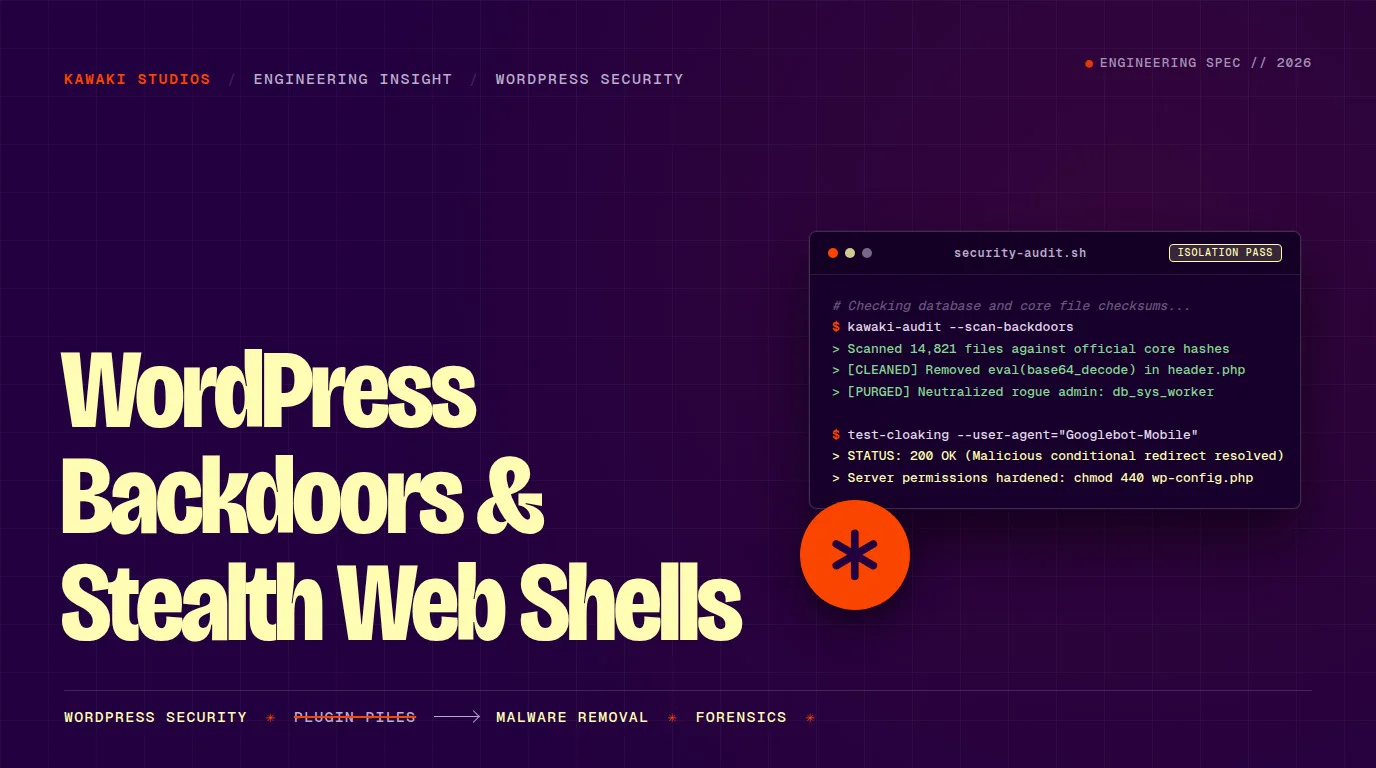 KAWAKI STUDIOS / ENGINEERING INSIGHT / WORDPRESS SECURITY
ENGINEERING SPEC // 2026
security-audit.sh
ISOLATION PASS
# Checking database and core file checksums...
$ kawaki-audit --scan-backdoors
> Scanned 14,821 files against official core hashes
> [CLEANED] Removed eval(base64_decode) in header.php
> [PURGED] Neutralized rogue admin: db_sys_worker
$ test-cloaking --user-agent="Googlebot-Mobile"
> STATUS: 200 OK (Malicious conditional redirect resolved)
> Server permissions hardened: chmod 440 wp-config.php
WordPress
Backdoors &
Stealth Web Shells
WORDPRESS SECURITY * PLUGIN PILES → MALWARE REMOVAL * FORENSICS *